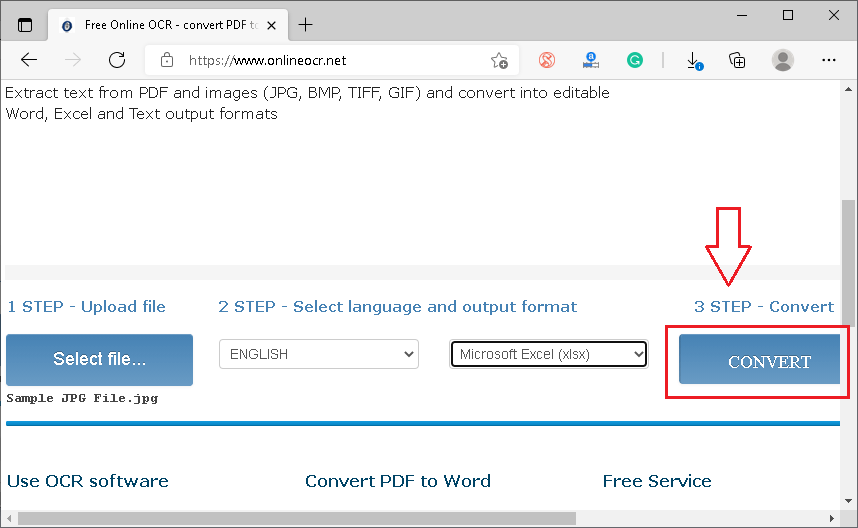 Free Online OCR - convert PDF to
https://www.onlineocr.net
Extract text from PDF and images (JPG, BMP, TIFF, GIF) and convert into editable
Word, Excel and Text output formats
1 STEP - Upload file
2 STEP - Select language and output format
3 STEP - Convert
Select file...
ENGLISH
Microsoft Excel (xlsx)
CONVERT
Sample JPG File.jpg
Use OCR software
Convert PDF to Word
Free Service